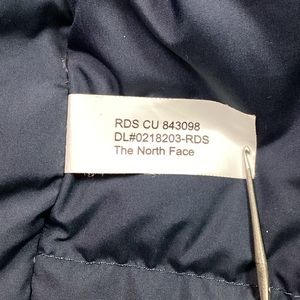 RDS CU 843098
DL#0218203-RDS
The North Face